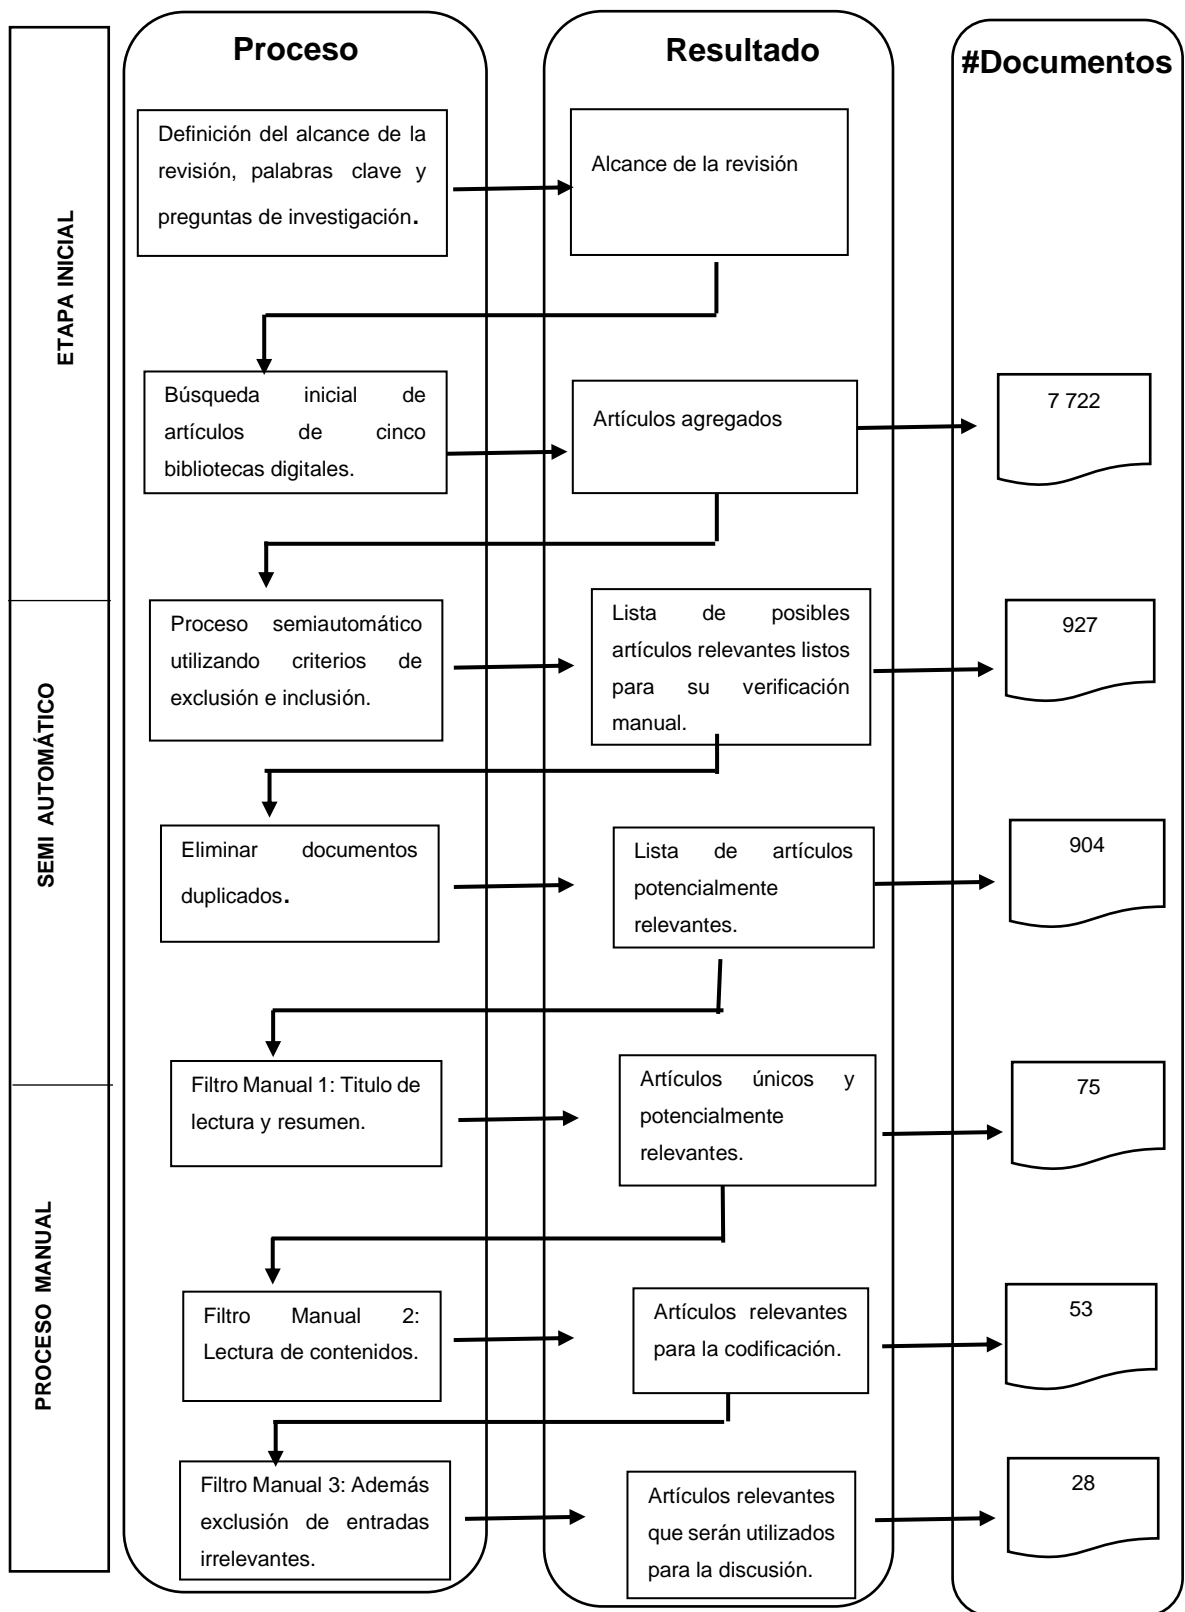 Proceso
Resultado
#Documentos
ETAPA INICIAL
Definición del alcance de la
revisión, palabras clave y
preguntas de investigación.
Alcance de la revisión
Búsqueda inicial de
artículos de cinco
bibliotecas digitales.
Artículos agregados
7 722
SEMI AUTOMÁTICO
Proceso semiautomático
utilizando criterios de
exclusión e inclusión.
Lista de posibles
artículos relevantes listos
para su verificación
manual.
927
Eliminar documentos
duplicados.
Lista de artículos
potencialmente
relevantes.
904
PROCESO MANUAL
Filtro Manual 1: Titulo de
lectura y resumen.
Artículos únicos y
potencialmente
relevantes.
75
Filtro Manual 2:
Lectura de contenidos.
Artículos relevantes
para la codificación.
53
Filtro Manual 3: Además
exclusión de entradas
irrelevantes.
Artículos relevantes
que serán utilizados
para la discusión.
28